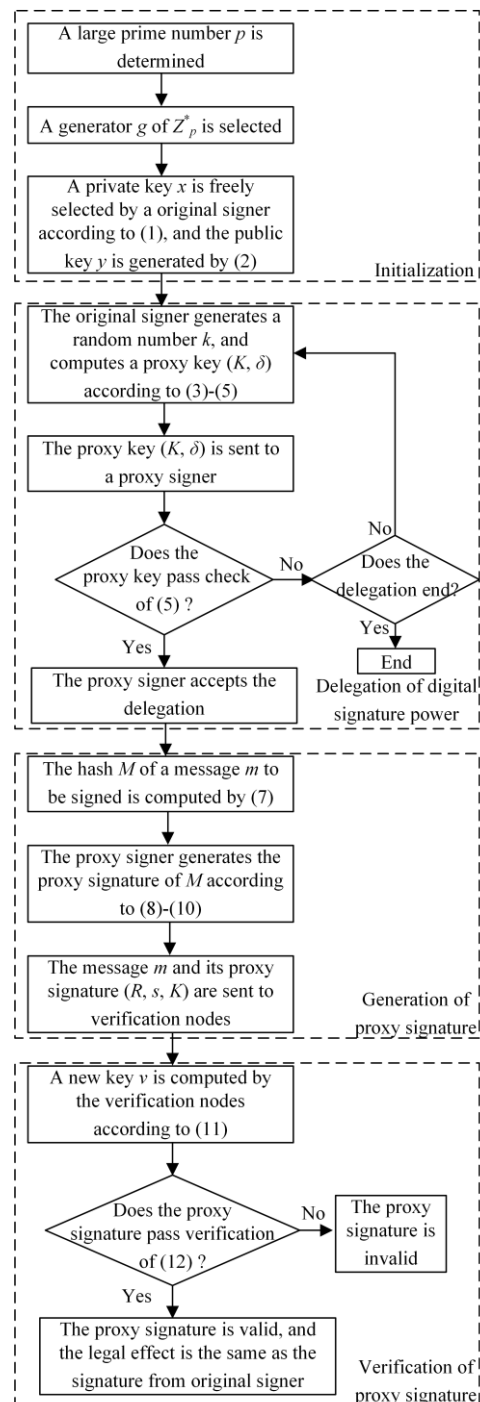 A large prime number p is
determined
A generator g of Z*p is selected
A private key x is freely
selected by a original signer
according to (1), and the public
key y is generated by (2)
Initialization
The original signer generates a
random number k, and
computes a proxy key (K, δ)
according to (3)-(5)
The proxy key (K, δ) is sent to
a proxy signer
Does the
proxy key pass check
of (5) ?
No
Does the
delegation end?
No
Yes
End
Yes
The proxy signer accepts the
delegation
Delegation of digital
signature power
The hash M of a message m to
be signed is computed by (7)
The proxy signer generates the
proxy signature of M according
to (8)-(10)
The message m and its proxy
signature (R, s, K) are sent to
verification nodes
Generation of
proxy signature
A new key v is computed by
the verification nodes
according to (11)
Does the proxy
signature pass verification
of (12) ?
No
The proxy
signature is
invalid
Yes
The proxy signature is valid, and
the legal effect is the same as the
signature from original signer
Verification of
proxy signature